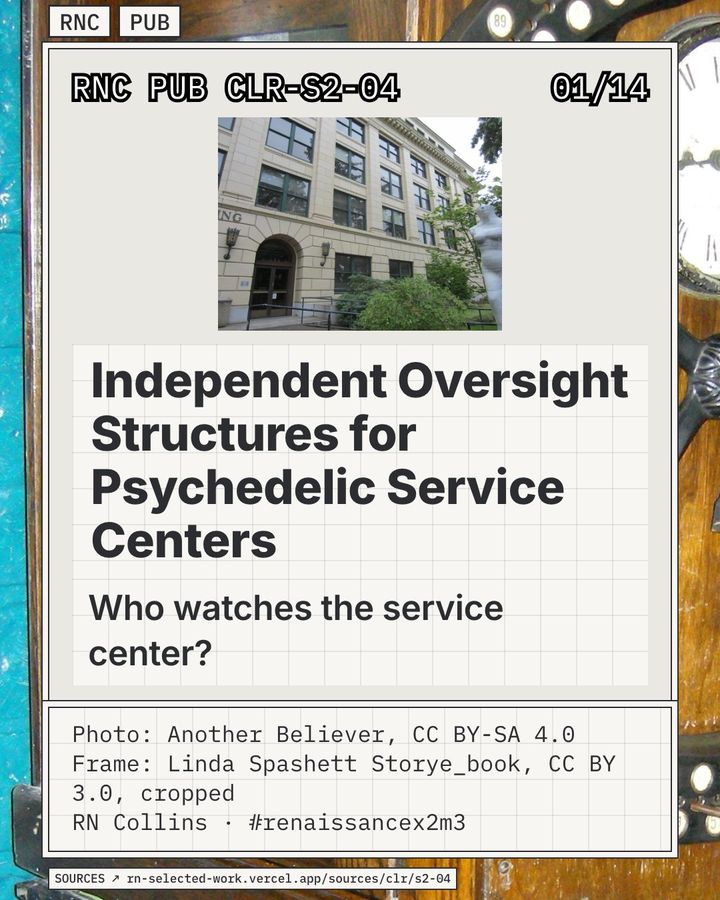 RNC PUB
89
RNC PUB CLR-S2-04 01/14
NG
Independent Oversight
Structures for
Psychedelic Service
Centers
Who watches the service
center?
Photo: Another Believer, CC BY-SA 4.0
Frame: Linda Spashett Storye_book, CC BY
3.0, cropped
RN Collins · #renaissancex2m3
SOURCES ↗ rn-selected-work.vercel.app/sources/clr/s2-04